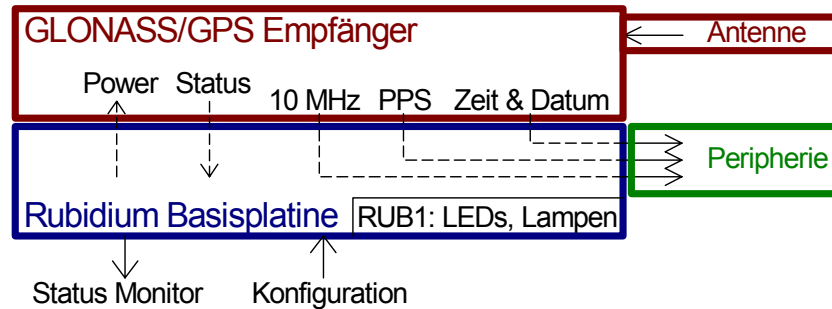 GLONASS/GPS Empfänger
Antenne
Power Status
10 MHz PPS Zeit & Datum
Peripherie
Rubidium Basisplatine
RUB1: LEDs, Lampen
Status Monitor
Konfiguration